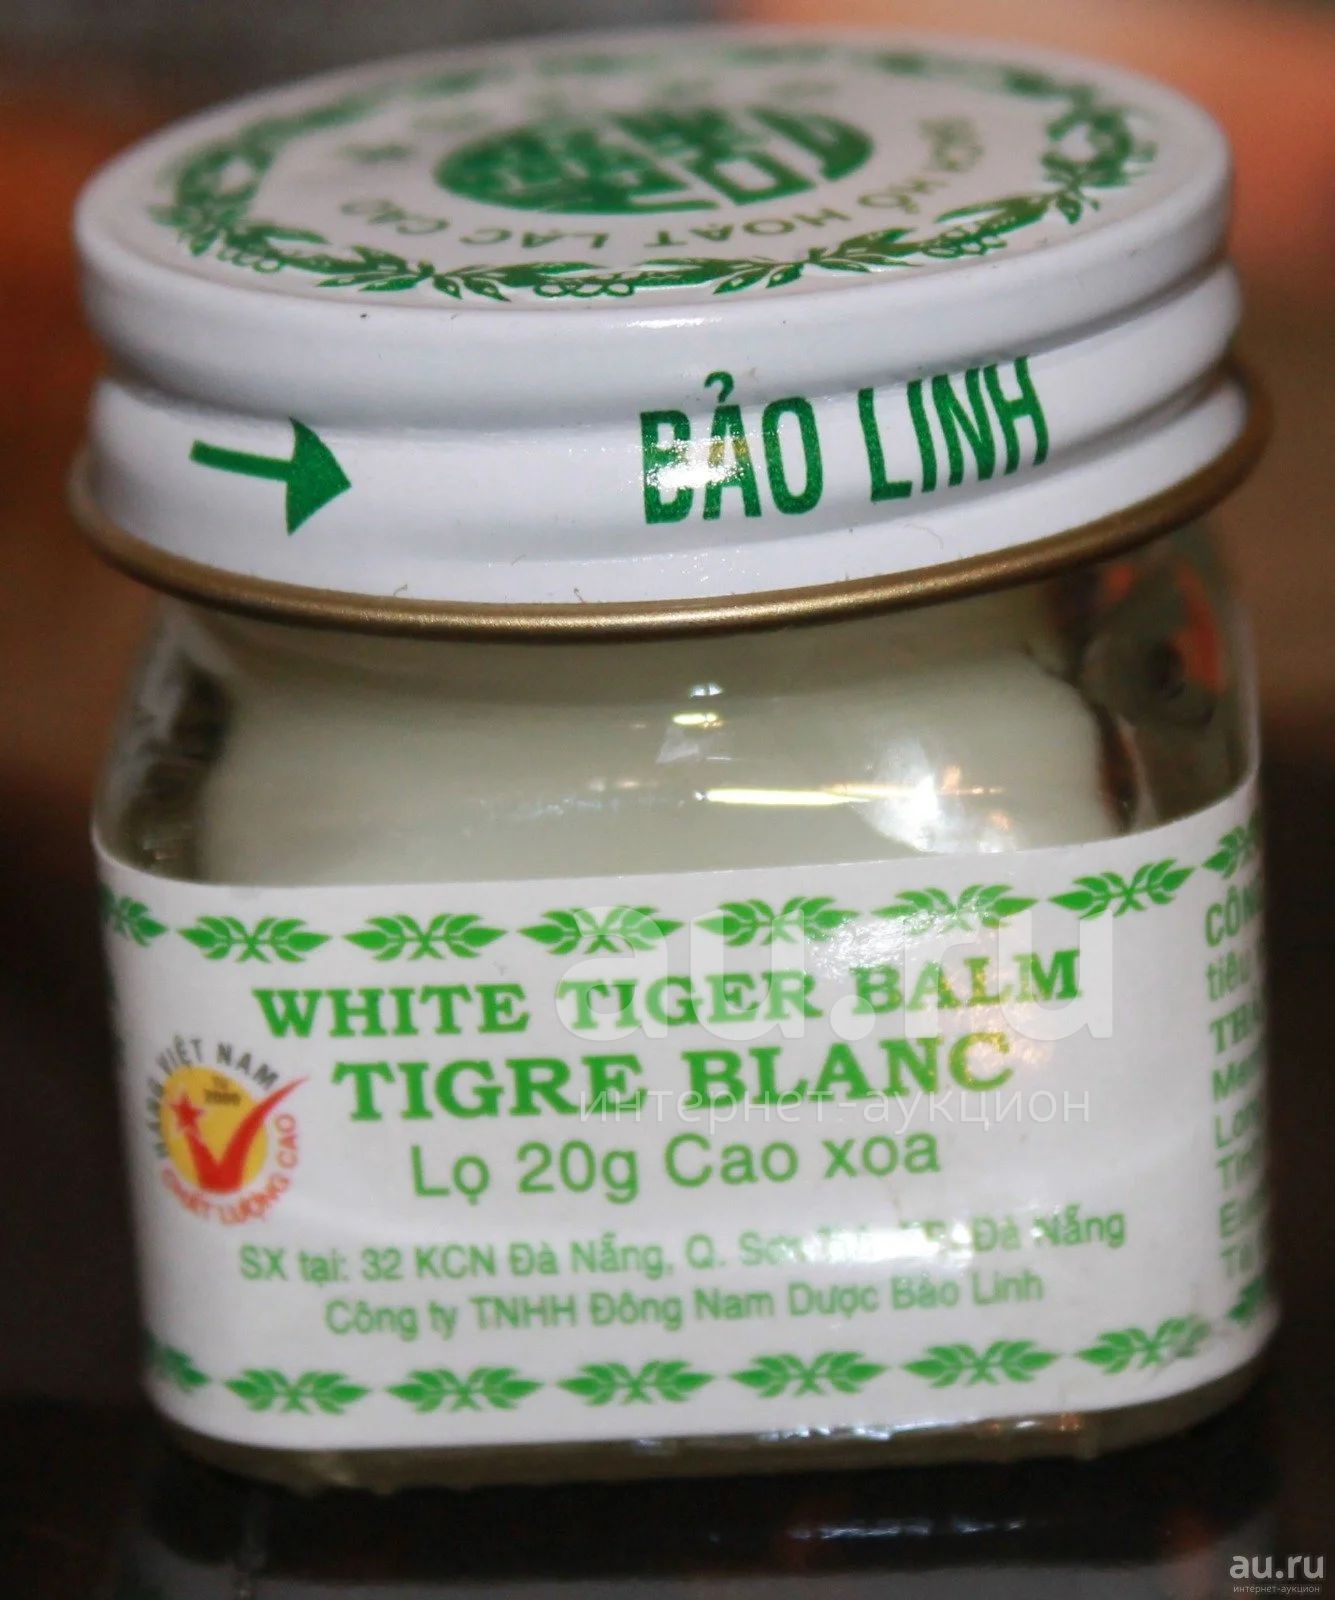 BẠCH HỔ HOẠT LẠC CAO
BẢO LINH
WHITE TIGER BALM
TIGRE BLANC
Lọ 20g Cao xoa
SX tại: 32 KCN Đà Nẵng, Q. Sơn Đà Nẵng
Công ty TNHH Đông Nam Dược Bảo Linh
HÀNG VIỆT NAM
CHẤT LƯỢNG CAO
au.ru
интернет-аукцион
au.ru
интернет-аукцион